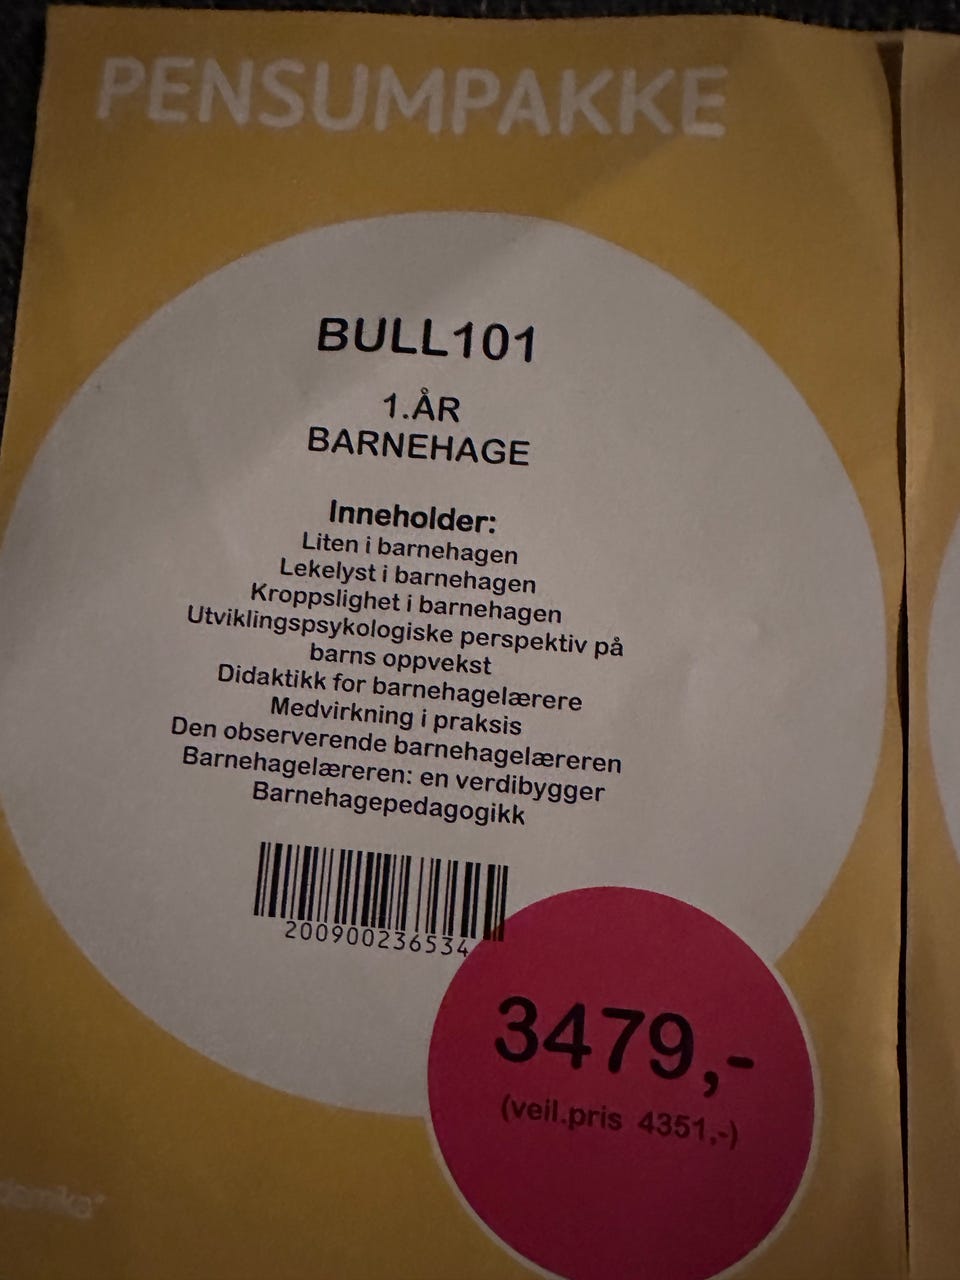 PENSUMPAKKE
BULL101
1.ÅR
BARNEHAGE
Inneholder:
Liten i barnehagen
Lekelyst i barnehagen
Kroppslighet i barnehagen
Utviklingspsykologiske perspektiv på
barns oppvekst
Didaktikk for barnehagelærere
Medvirkning i praksis
Den observerende barnehagelæreren
Barnehagelæreren: en verdibygger
Barnehagepedagogikk
200900236534
3479,-
(veil.pris 4351,-)